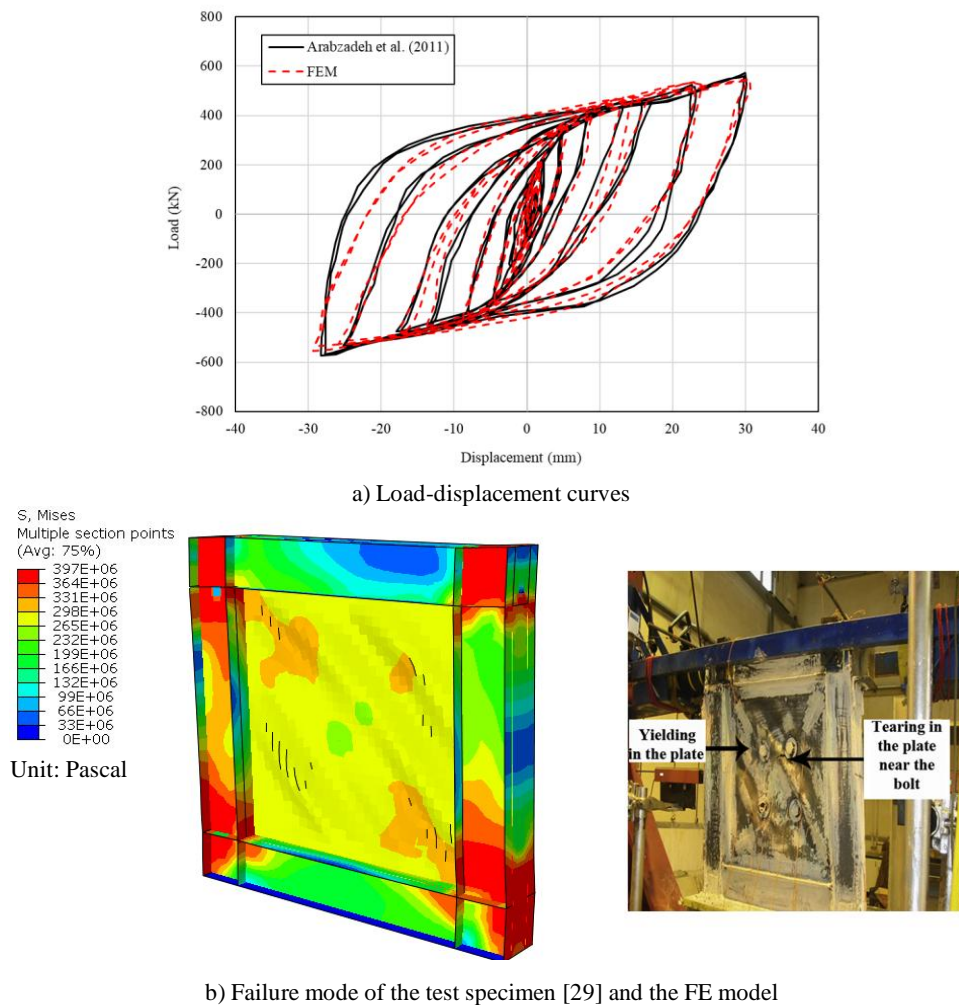 800
600
400
200
0
-200
-400
-600
-800
Load (kN)
Arabzadeh et al. (2011)
FEM
-40
-30
-20
-10
0
10
20
30
40
Displacement (mm)
a) Load-displacement curves
S, Mises
Multiple section points
(Avg: 75%)
397E+06
364E+06
331E+06
298E+06
265E+06
232E+06
199E+06
166E+06
132E+06
99E+06
66E+06
33E+06
0E+00
Unit: Pascal
Yielding
in the plate
Tearing in
the plate
near the
bolt
b) Failure mode of the test specimen [29] and the FE model